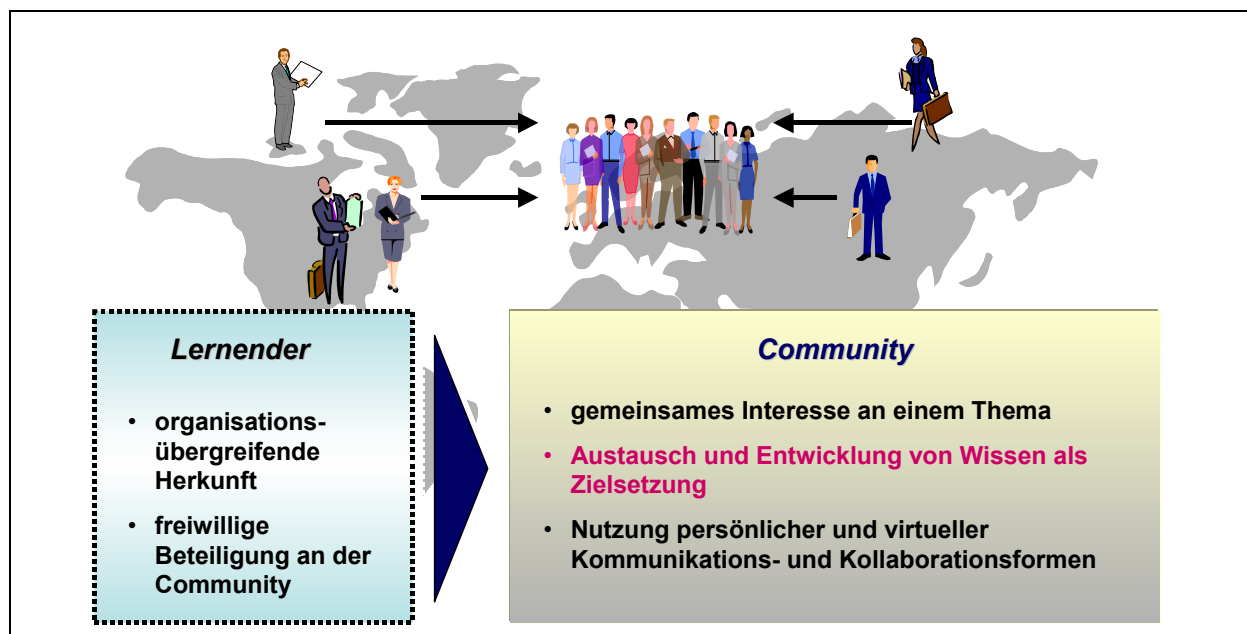 Lernender
• organisations-
übergreifende
Herkunft
• freiwillige
Beteiligung an der
Community
Community
• gemeinsames Interesse an einem Thema
• Austausch und Entwicklung von Wissen als
Zielsetzung
• Nutzung persönlicher und virtueller
Kommunikations- und Kollaborationsformen